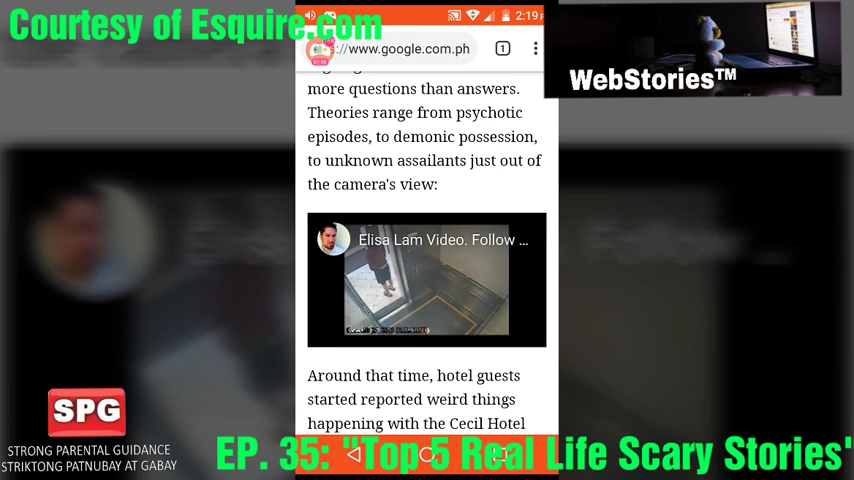 Courtesy of Esquire.com
2:19
://www.google.com.ph
1
WebStories™
more questions than answers.
Theories range from psychotic
episodes, to demonic possession,
to unknown assailants just out of
the camera's view:
Elisa Lam Video. Follow ...
Around that time, hotel guests
started reported weird things
happening with the Cecil Hotel
SPG
STRONG PARENTAL GUIDANCE
STRIKTONG PATNUBAY AT GABAY
EP. 35: "Top 5 Real Life Scary Stories"